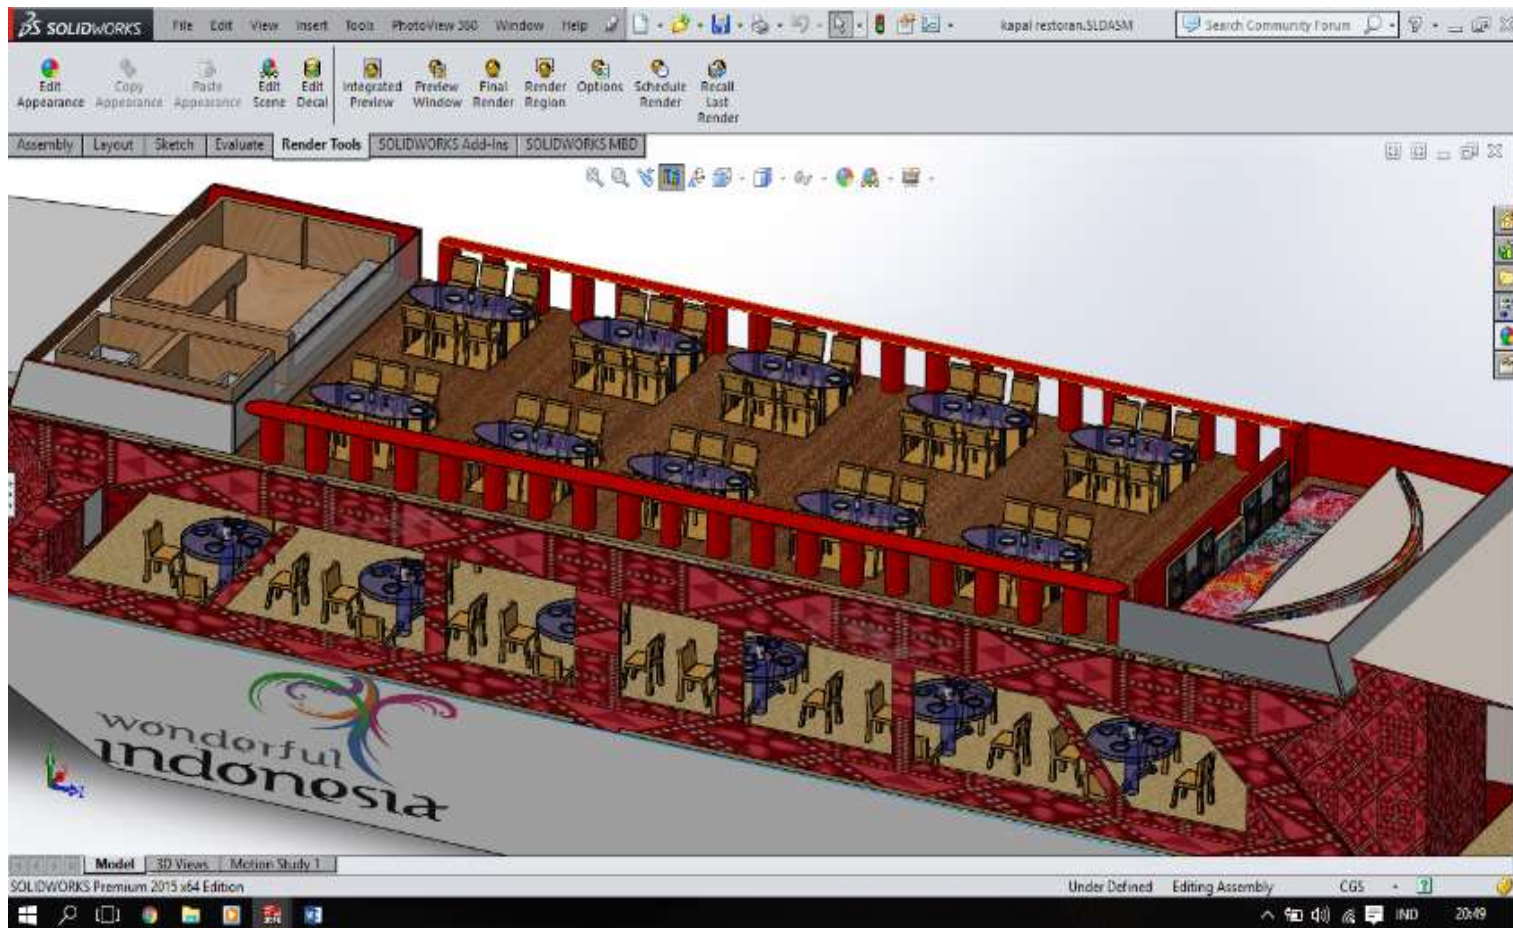 SOLIDWORKS File Edit View Insert Tools PhotoView 360 Window Help kapal restoran.SLDASM Search Community Forum
Edit Appearance
Copy Appearance
Paste Appearance
Edit Scene
Edit Decal
Integrated Preview
Preview Window
Final Render
Render Region
Options
Schedule Render
Recall Last Render
Assembly Layout Sketch Evaluate Render Tools SOLIDWORKS Add-Ins SOLIDWORKS MBD
wonderful
indonesia
Model 3D Views Motion Study 1
SOLIDWORKS Premium 2015 x64 Edition Under Defined Editing Assembly CGS
IND 20:49